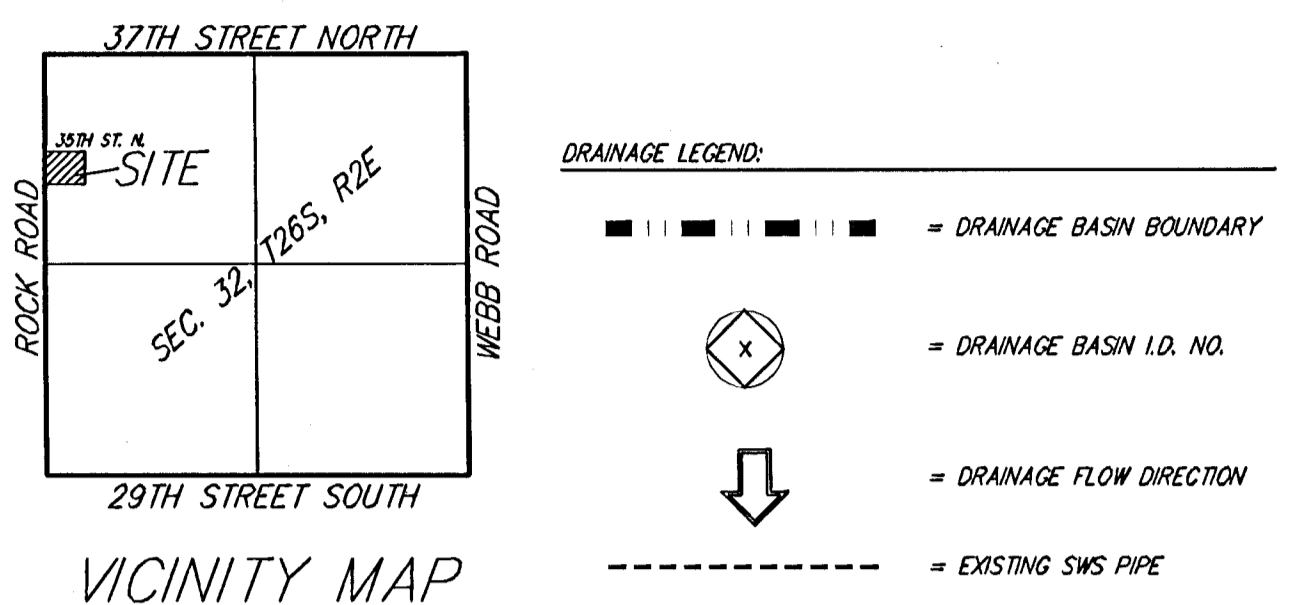 37TH STREET NORTH
35TH ST. N.
SITE
ROCK ROAD
SEC. 32, T26S, R2E
WEBB ROAD
29TH STREET SOUTH
VICINITY MAP
DRAINAGE LEGEND:
= DRAINAGE BASIN BOUNDARY
X
= DRAINAGE BASIN I.D. NO.
= DRAINAGE FLOW DIRECTION
= EXISTING SWS PIPE